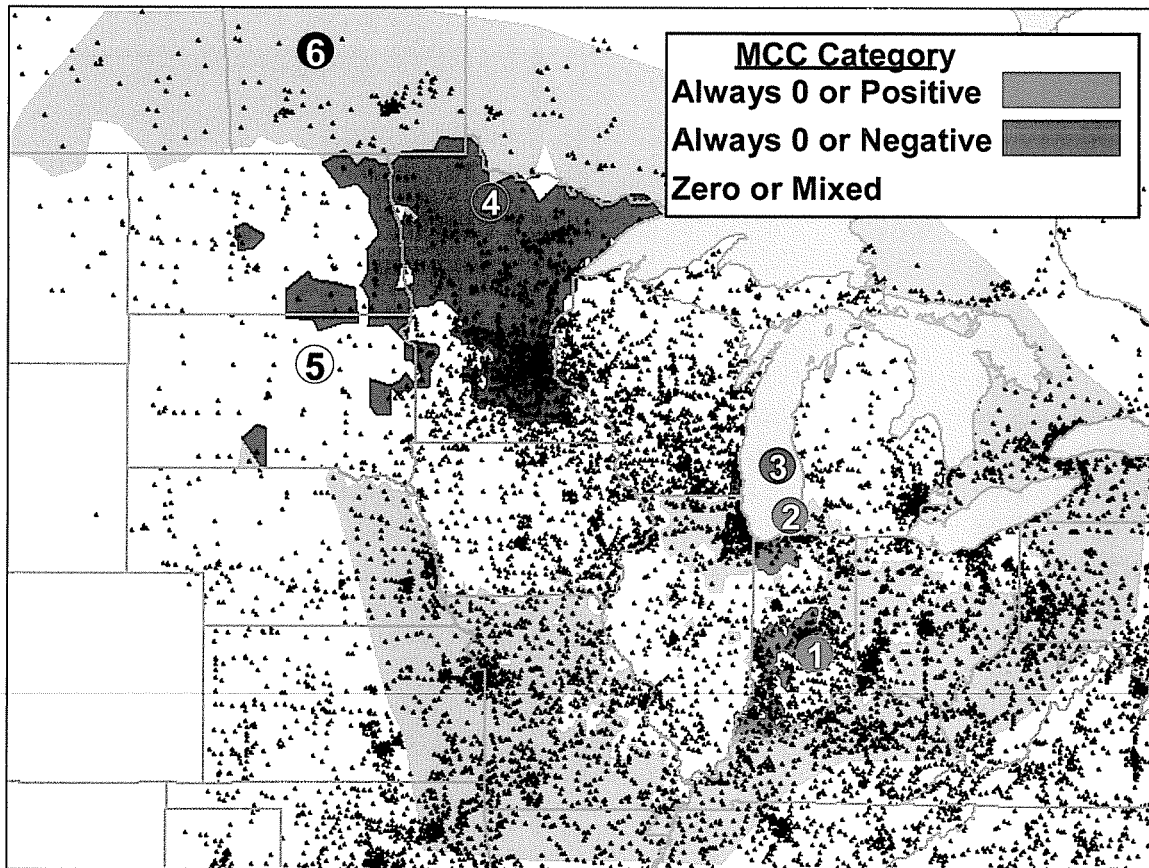 6
MCC Category
Always 0 or Positive
Always 0 or Negative
Zero or Mixed
4
5
3
2
1